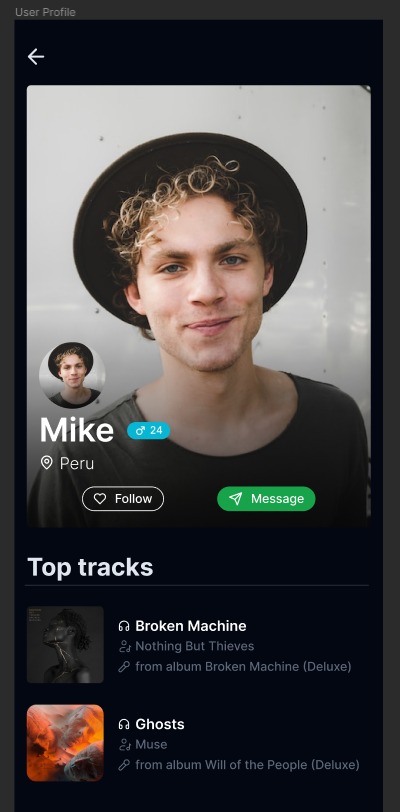 User Profile
Mike
24
Peru
Follow
Message
Top tracks
Broken Machine
Nothing But Thieves
from album Broken Machine (Deluxe)
Ghosts
Muse
from album Will of the People (Deluxe)